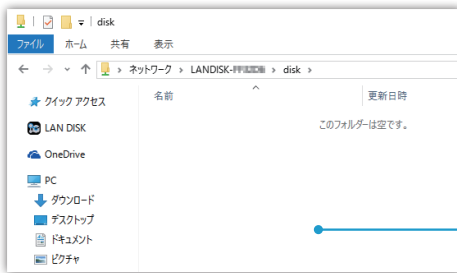 disk
ファイル ホーム 共有 表示
ネットワーク › LANDISK- › disk ›
名前 更新日時
このフォルダーは空です。
クイック アクセス
LAN DISK
OneDrive
PC
ダウンロード
デスクトップ
ドキュメント
ピクチャ